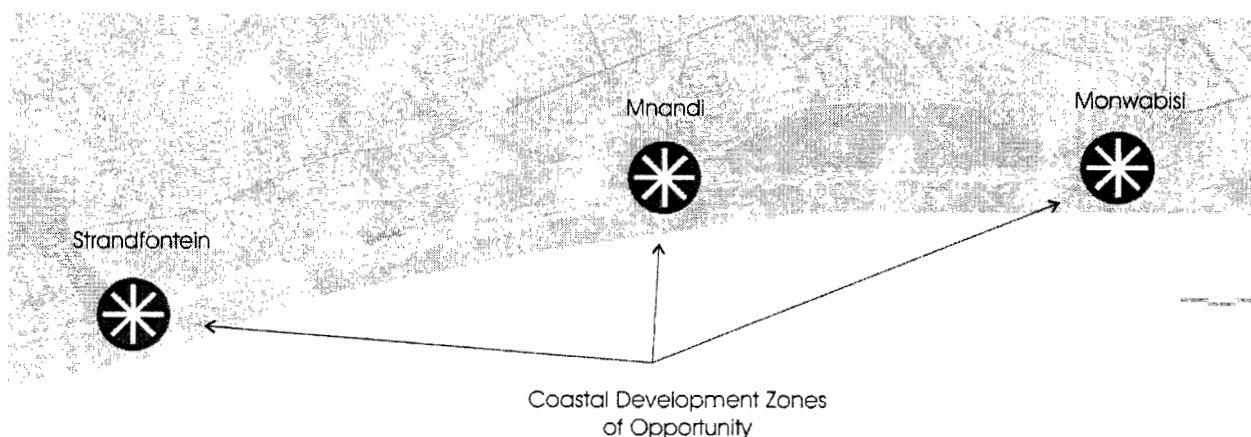 Mnandi
Monwabisi
Strandfontein
Coastal Development Zones
of Opportunity